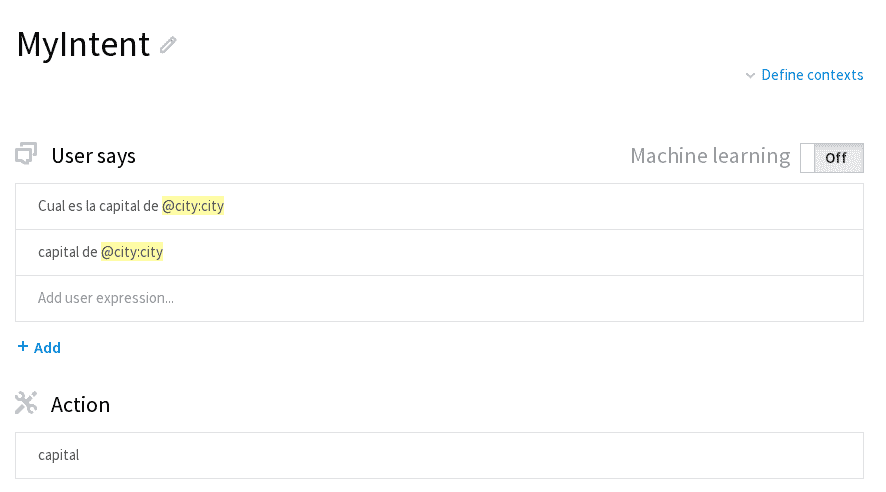 MyIntent
Define contexts
User says
Machine learning
Off
Cual es la capital de @city:city
capital de @city:city
Add user expression...
+ Add
Action
capital